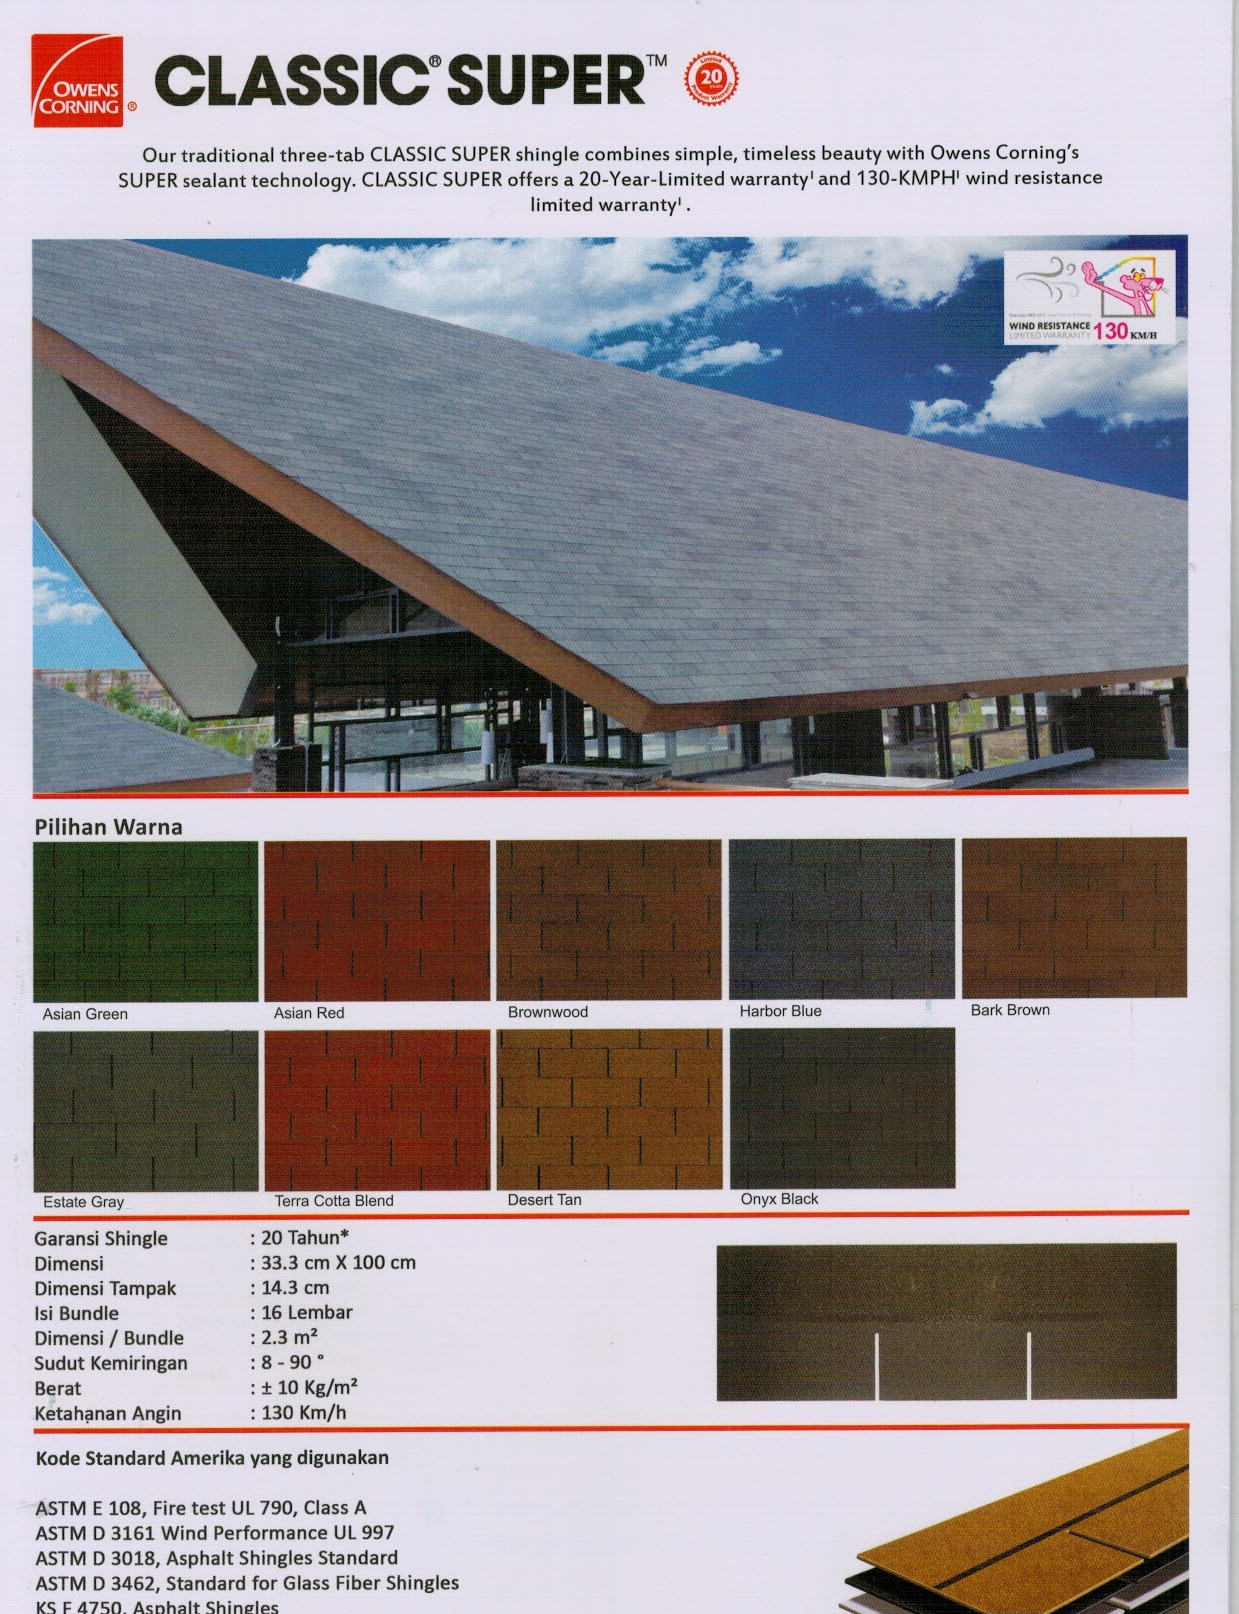 OWENS
CORNING ®
CLASSIC® SUPER™
Limited
20
years
Product Warranty
Our traditional three-tab CLASSIC SUPER shingle combines simple, timeless beauty with Owens Corning's
SUPER sealant technology. CLASSIC SUPER offers a 20-Year-Limited warranty¹ and 130-KMPH¹ wind resistance
limited warranty¹ .
WIND RESISTANCE
LIMITED WARRANTY 130 KM/H
Pilihan Warna
Asian Green
Asian Red
Brownwood
Harbor Blue
Bark Brown
Estate Gray
Terra Cotta Blend
Desert Tan
Onyx Black
Garansi Shingle : 20 Tahun*
Dimensi : 33.3 cm X 100 cm
Dimensi Tampak : 14.3 cm
Isi Bundle : 16 Lembar
Dimensi / Bundle : 2.3 m²
Sudut Kemiringan : 8 - 90 °
Berat : ± 10 Kg/m²
Ketahanan Angin : 130 Km/h
Kode Standard Amerika yang digunakan
ASTM E 108, Fire test UL 790, Class A
ASTM D 3161 Wind Performance UL 997
ASTM D 3018, Asphalt Shingles Standard
ASTM D 3462, Standard for Glass Fiber Shingles
KS F 4750, Asphalt Shingles